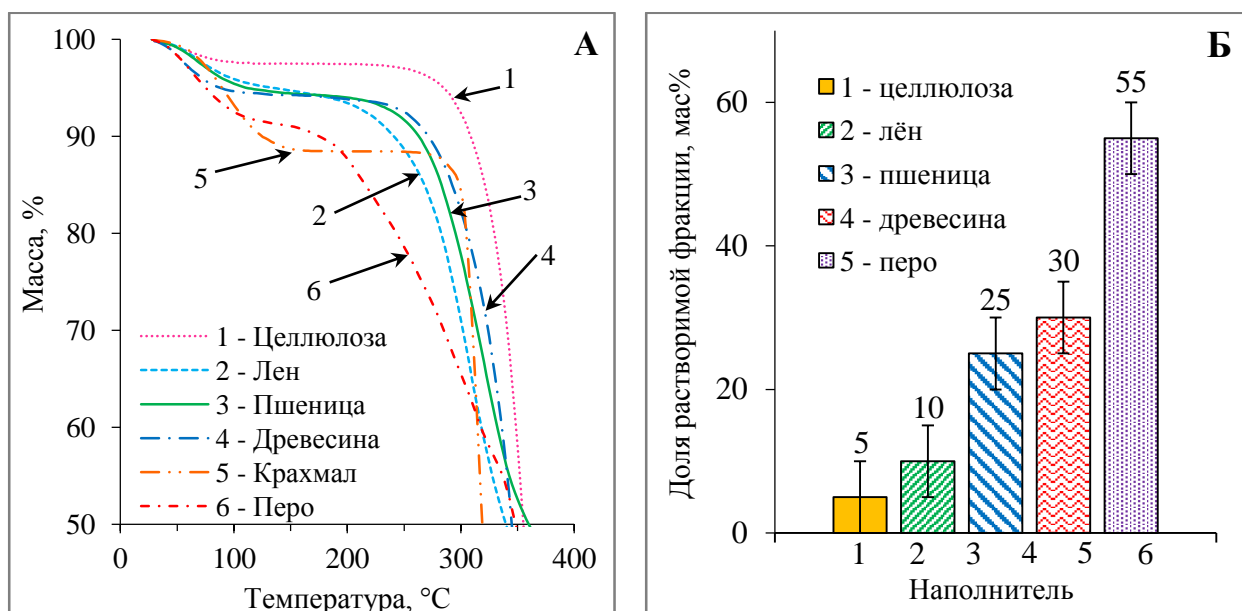 А
Масса, %
100
90
80
70
60
50
0
100
200
300
400
Температура, °С
1
2
3
4
5
6
1 - Целлюлоза
2 - Лен
3 - Пшеница
4 - Древесина
5 - Крахмал
6 - Перо
Б
Доля растворимой фракции, мас%
60
40
20
0
1 - целлюлоза
2 - лён
3 - пшеница
4 - древесина
5 - перо
5
10
25
30
55
1
2
3
4
5
6
Наполнитель